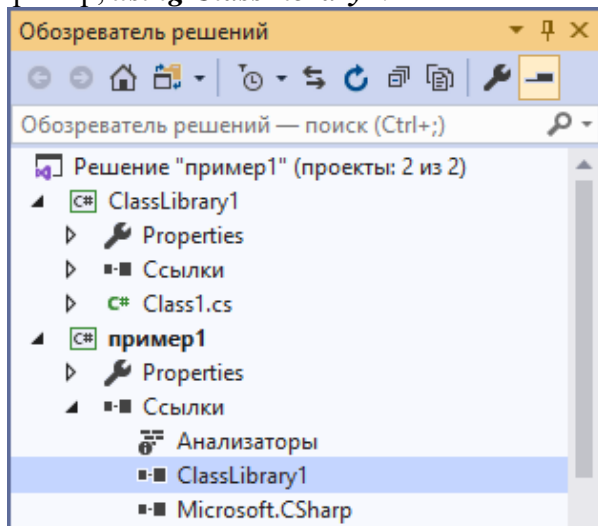 Обозреватель решений
Обозреватель решений — поиск (Ctrl+;)
Решение "пример1" (проекты: 2 из 2)
C# ClassLibrary1
Properties
Ссылки
C# Class1.cs
C# пример1
Properties
Ссылки
Анализаторы
ClassLibrary1
Microsoft.CSharp